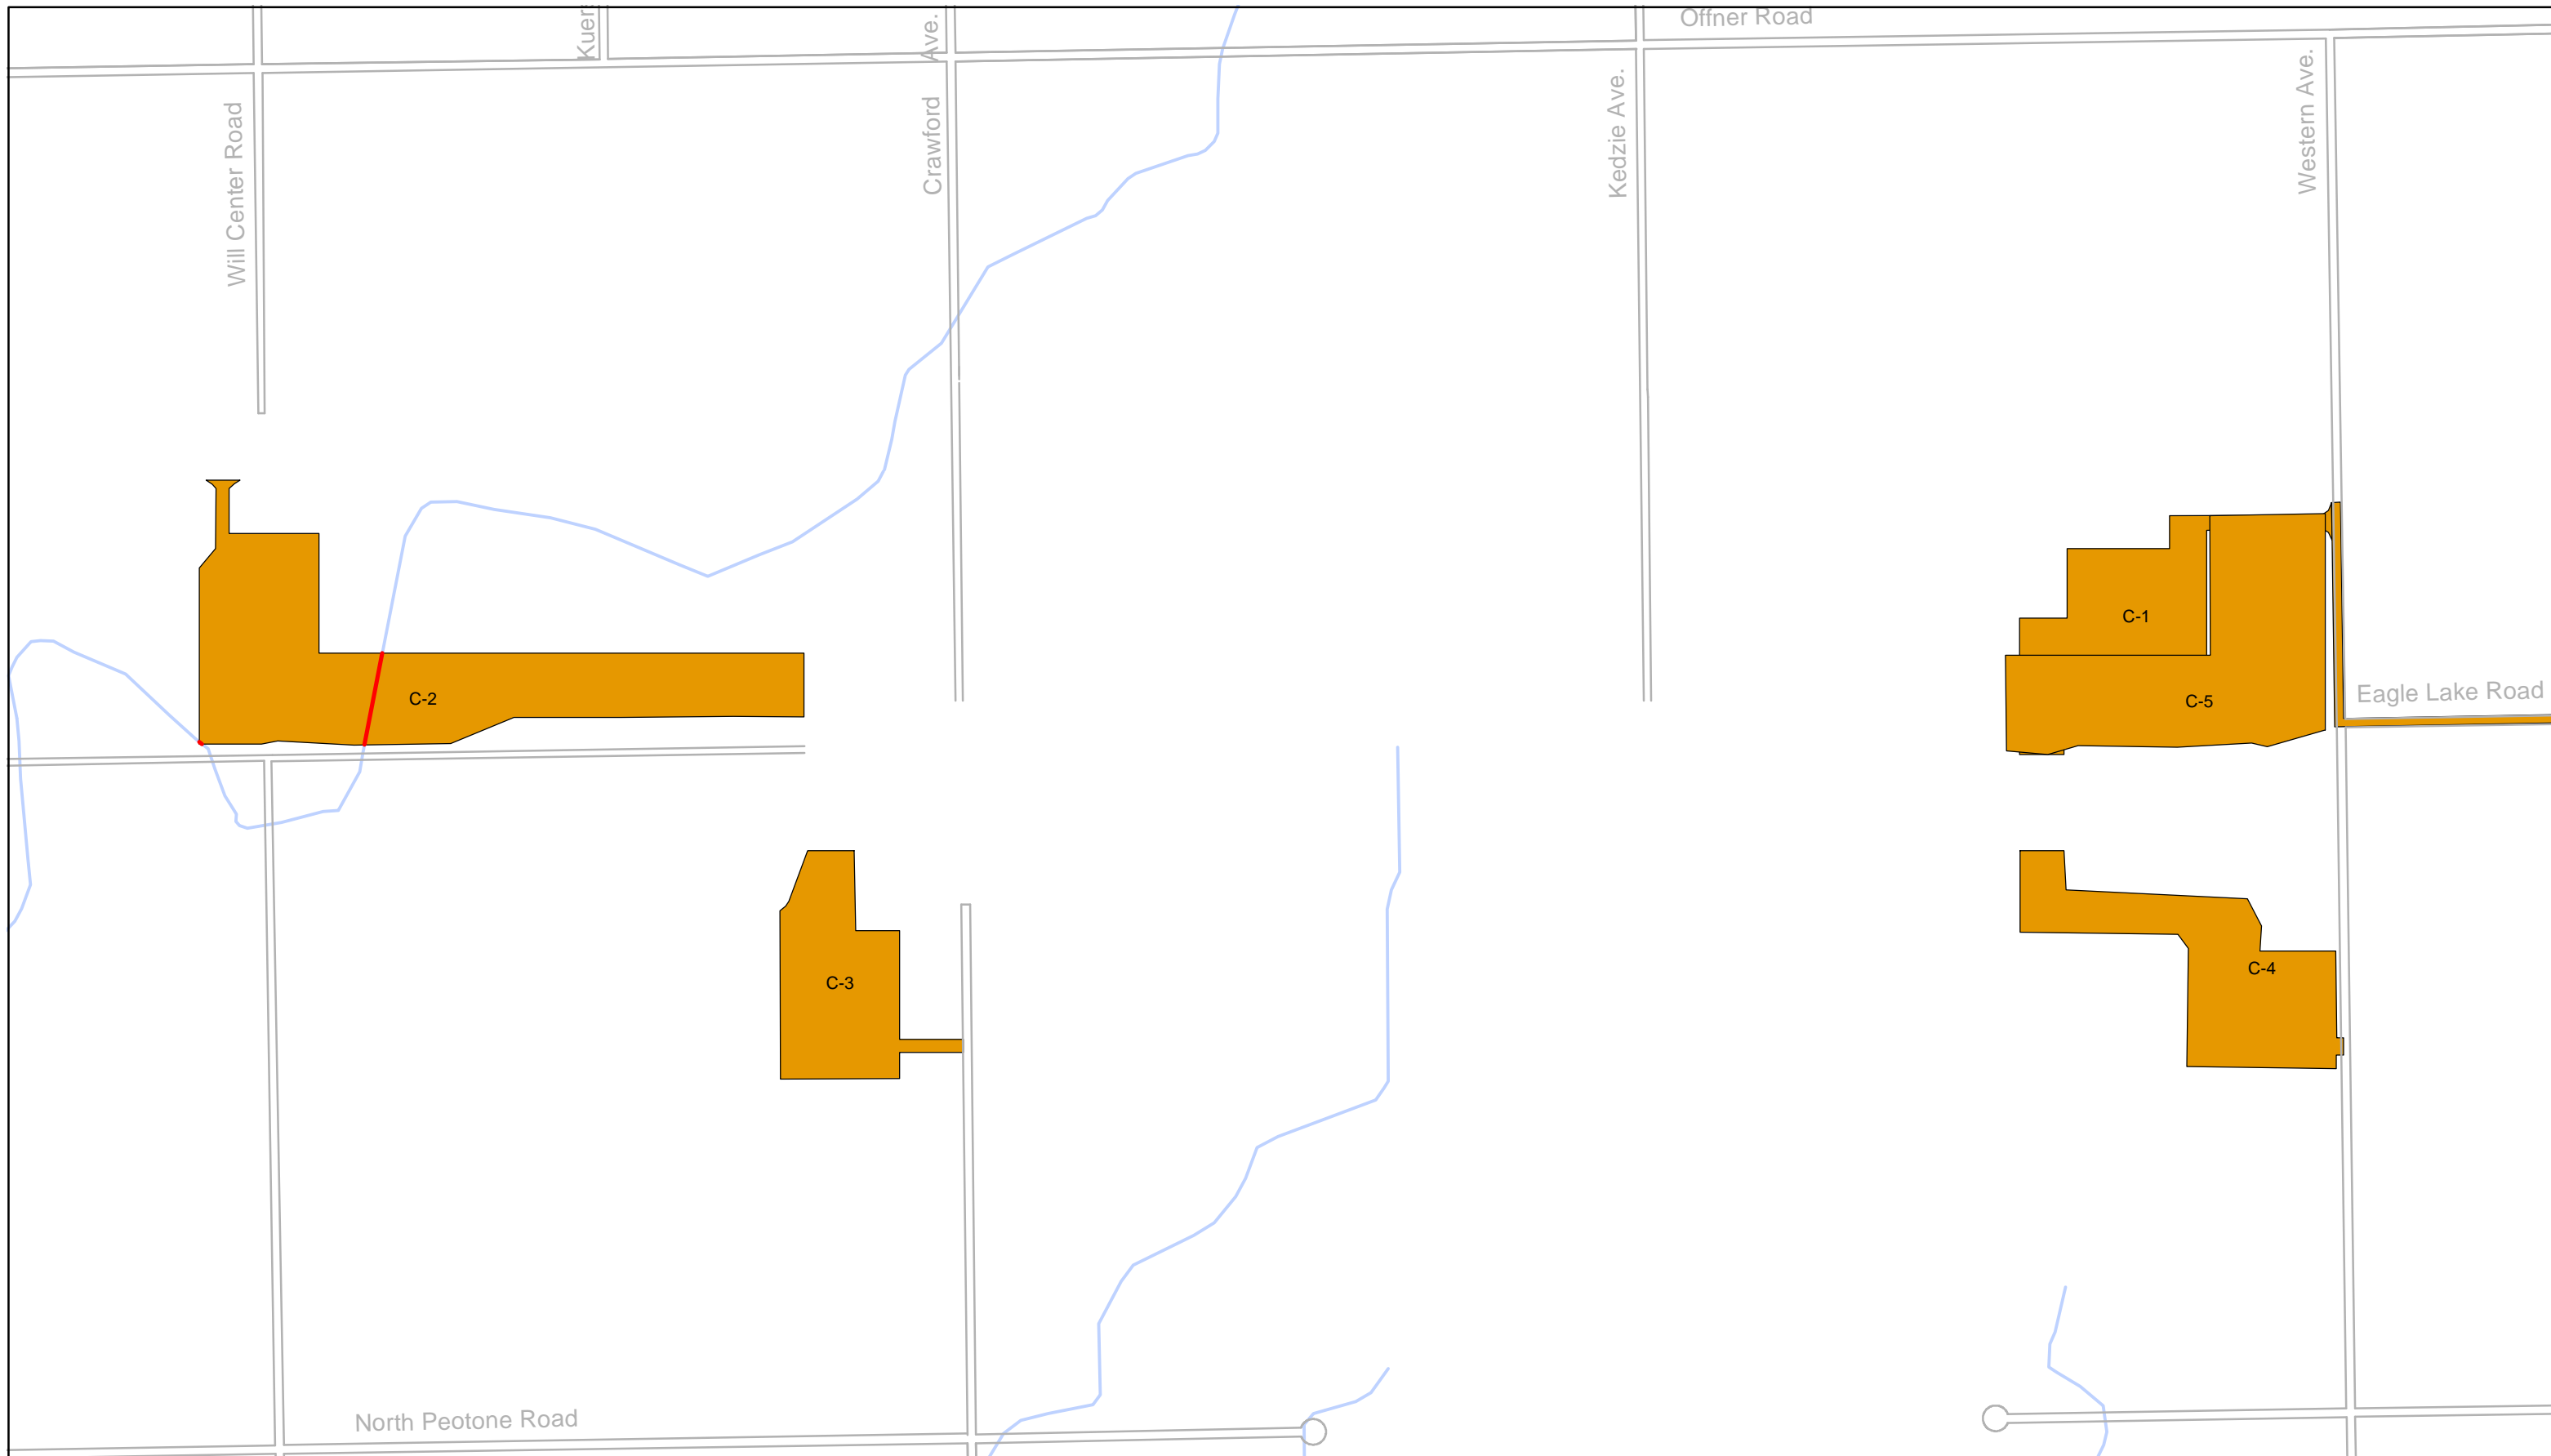 Offner Road
Kuer
Crawford Ave.
Will Center Road
Kedzie Ave.
Western Ave.
C-1
C-2
C-5
Eagle Lake Road
C-3
C-4
North Peotone Road